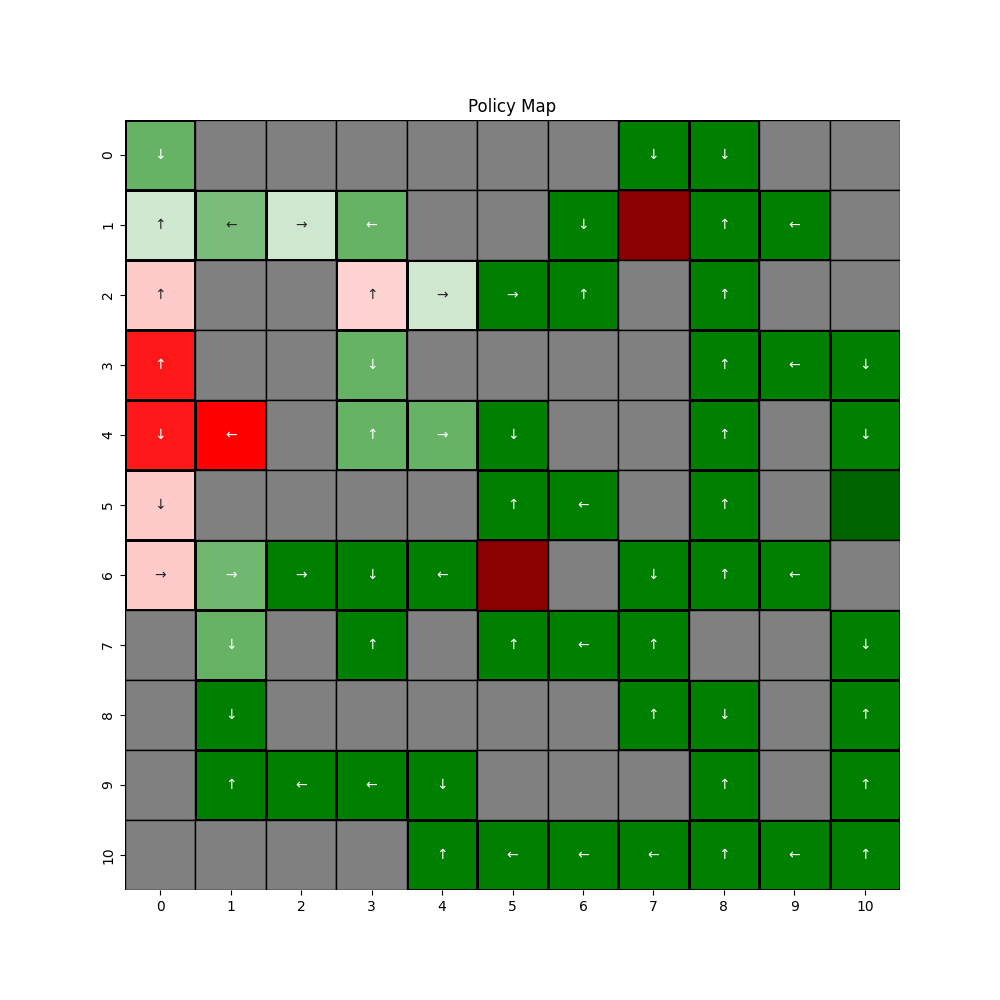 Policy Map
0 ↓ ↓ ↓
1 ↑ ← → ← ↓ ↑ ←
2 ↑ ↑ → → ↑ ↑
3 ↑ ↓ ↑ ← ↓
4 ↓ ← ↑ → ↓ ↑ ↓
5 ↓ ↑ ← ↑
6 → → → ↓ ← ↓ ↑ ←
7 ↓ ↑ ↑ ← ↑ ↓
8 ↓ ↑ ↓ ↑
9 ↑ ← ← ↓ ↑ ↑
10 ↑ ← ← ← ↑ ← ↑
0 1 2 3 4 5 6 7 8 9 10